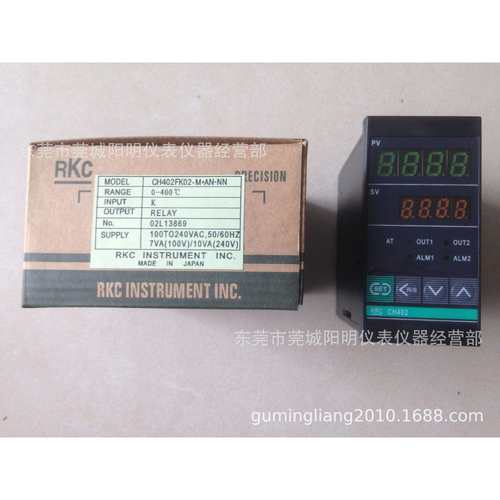 东莞市莞城阳明仪表仪器经营部
RKC
PRECISION
MODEL CH402FK02-M*AN-NN
RANGE 0-400℃
INPUT K
OUTPUT RELAY
No. 02L13869
SUPPLY 100TO240VAC,50/60HZ
7VA(100V)/10VA(240V)
RKC INSTRUMENT INC.
MADE IN JAPAN
RKC INSTRUMENT INC.
PV
8888
SV
8888
AT OUT1 OUT2
ALM1 ALM2
SET <R/S
RKC CH402
东莞市莞城阳明仪表仪器经营部
gumingliang2010.1688.com